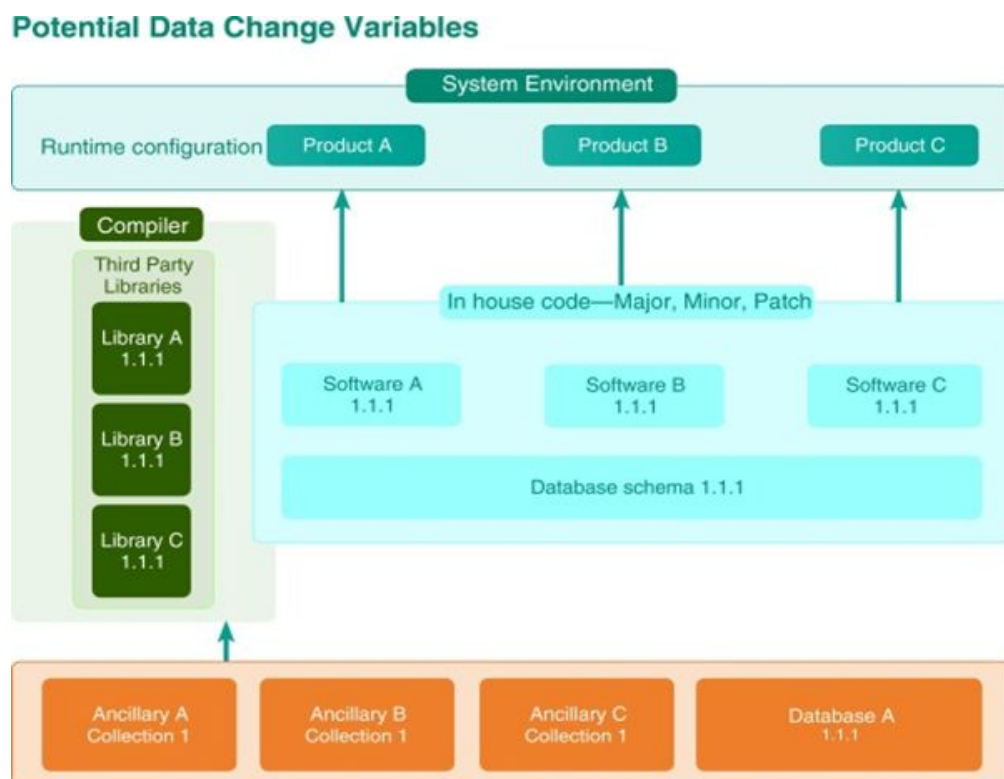 Potential Data Change Variables
System Environment
Runtime configuration
Product A
Product B
Product C
Compiler
Third Party
Libraries
Library A
1.1.1
Library B
1.1.1
Library C
1.1.1
In house code—Major, Minor, Patch
Software A
1.1.1
Software B
1.1.1
Software C
1.1.1
Database schema 1.1.1
Ancillary A
Collection 1
Ancillary B
Collection 1
Ancillary C
Collection 1
Database A
1.1.1